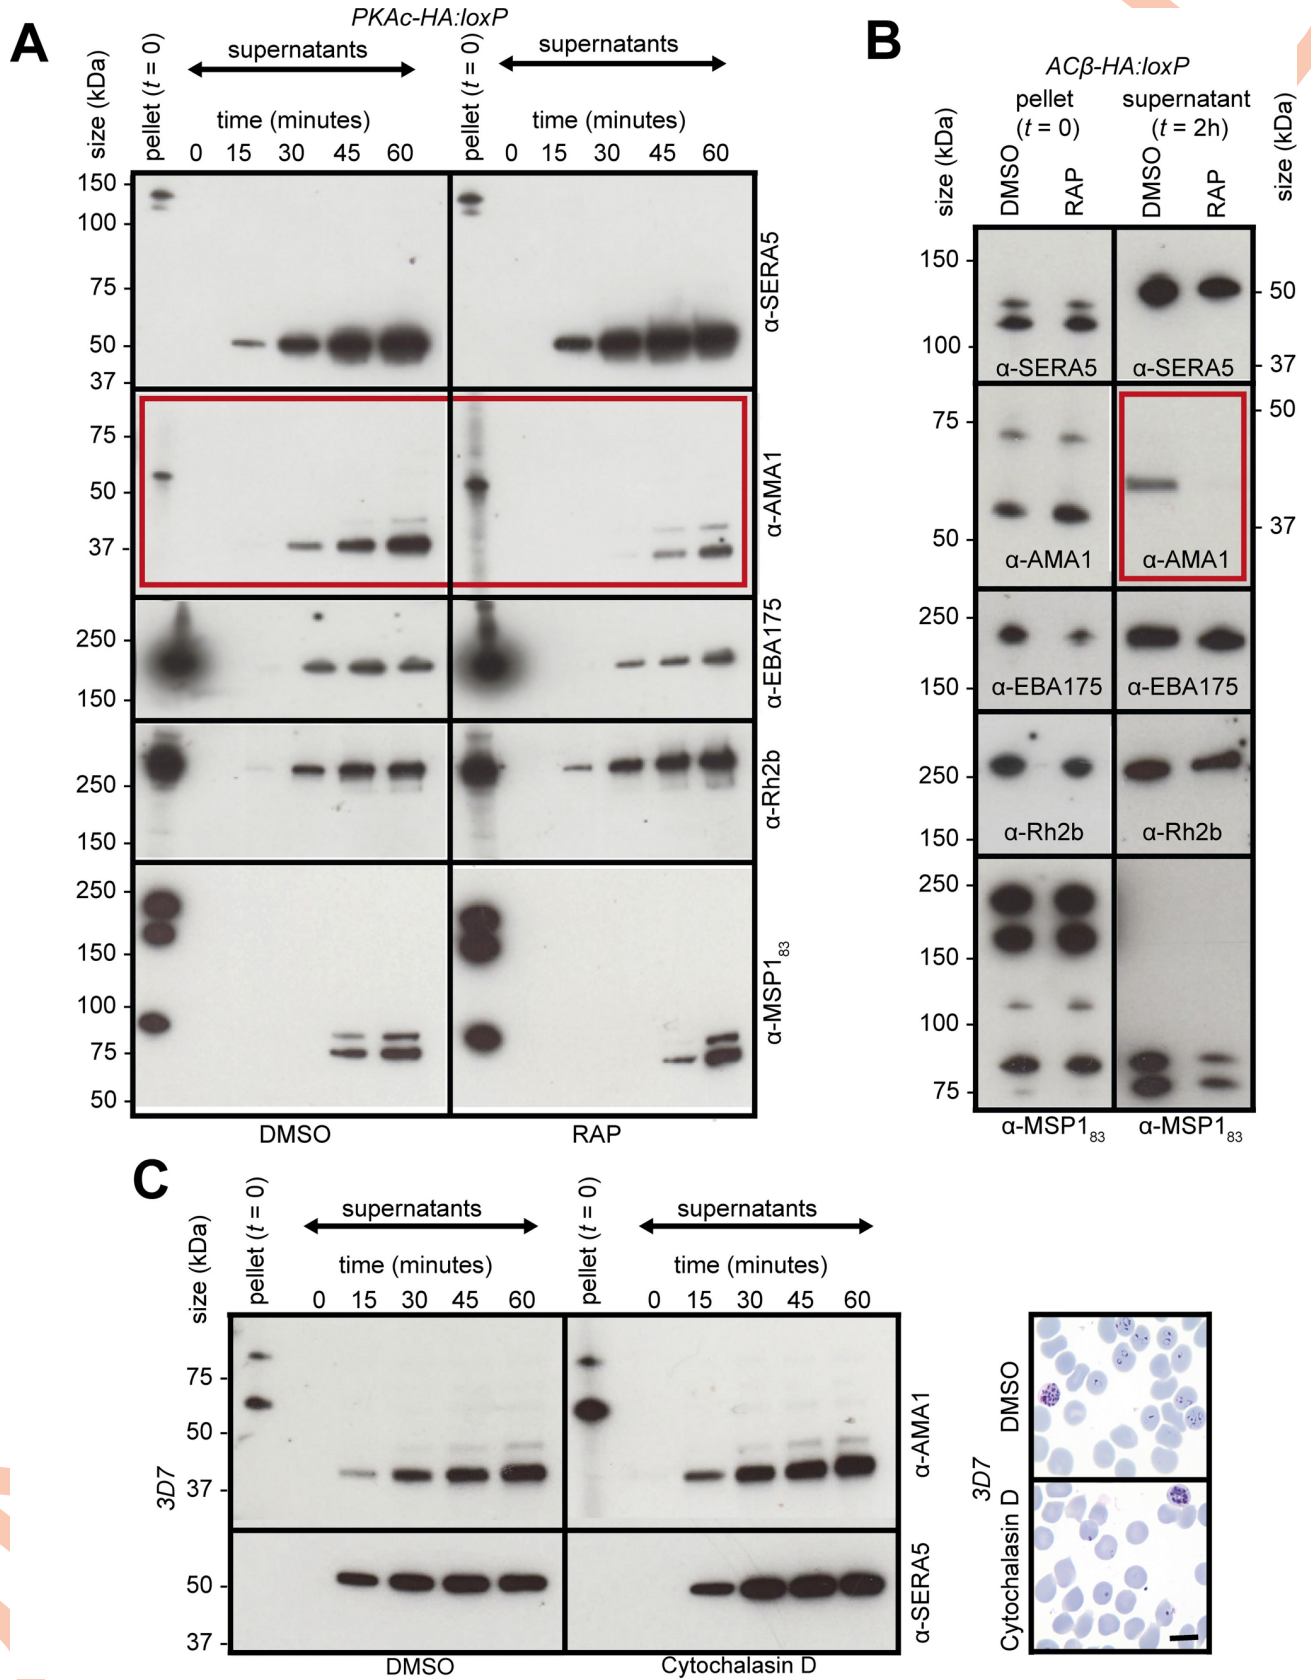 A
PKAc-HA:loxP
size (kDa)
pellet (t = 0)
supernatants
time (minutes)
0 15 30 45 60
pellet (t = 0)
supernatants
time (minutes)
0 15 30 45 60
150
100
75
50
37
α-SERA5
75
50
37
α-AMA1
250
150
α-EBA175
250
150
α-Rh2b
250
150
100
75
50
α-MSP1₈₃
DMSO
RAP
B
ACβ-HA:loxP
size (kDa)
pellet
(t = 0)
supernatant
(t = 2h)
size (kDa)
DMSO
RAP
DMSO
RAP
150
100
50
37
α-SERA5
α-SERA5
75
50
50
37
α-AMA1
α-AMA1
250
150
α-EBA175
α-EBA175
250
150
α-Rh2b
α-Rh2b
250
150
100
75
α-MSP1₈₃
α-MSP1₈₃
C
size (kDa)
pellet (t = 0)
supernatants
time (minutes)
0 15 30 45 60
pellet (t = 0)
supernatants
time (minutes)
0 15 30 45 60
3D7
75
50
37
α-AMA1
50
37
α-SERA5
DMSO
Cytochalasin D
3D7
DMSO
Cytochalasin D